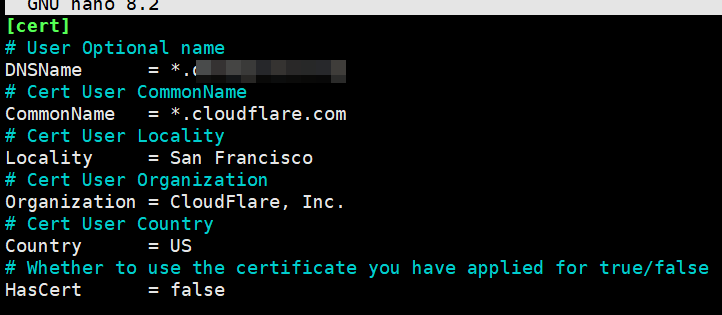 GNU nano 8.2
[cert]
# User Optional name
DNSName      = *.
# Cert User CommonName
CommonName   = *.cloudflare.com
# Cert User Locality
Locality     = San Francisco
# Cert User Organization
Organization = CloudFlare, Inc.
# Cert User Country
Country      = US
# Whether to use the certificate you have applied for true/false
HasCert      = false